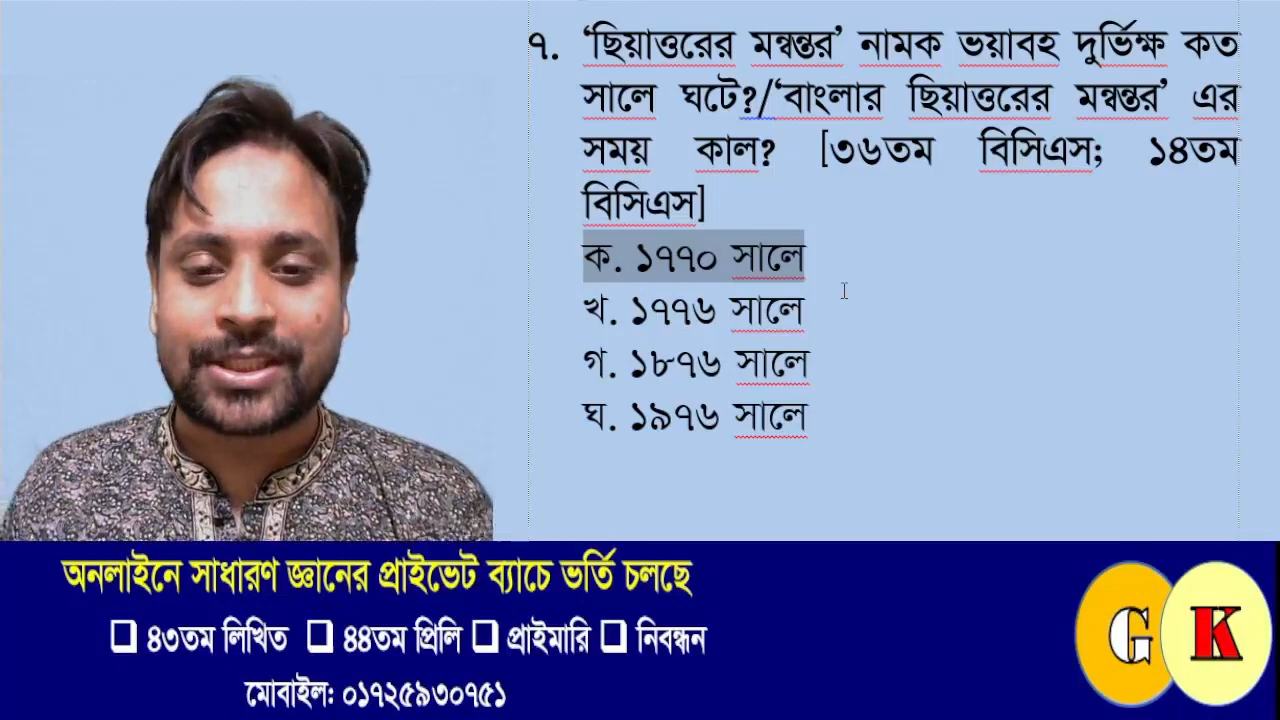 ৭. ‘ছিয়াত্তরের মন্বন্তর’ নামক ভয়াবহ দুর্ভিক্ষ কত
সালে ঘটে?/‘বাংলার ছিয়াত্তরের মন্বন্তর’ এর
সময় কাল? [৩৬তম বিসিএস; ১৪তম
বিসিএস]
ক. ১৭৭০ সালে
খ. ১৭৭৬ সালে
গ. ১৮৭৬ সালে
ঘ. ১৯৭৬ সালে
অনলাইনে সাধারণ জ্ঞানের প্রাইভেট ব্যাচে ভর্তি চলছে
❑ ৪৩তম লিখিত ❑ ৪৪তম প্রিলি ❑ প্রাইমারি ❑ নিবন্ধন
মোবাইল: ০১৭২৫৯৩০৭৫১
G K